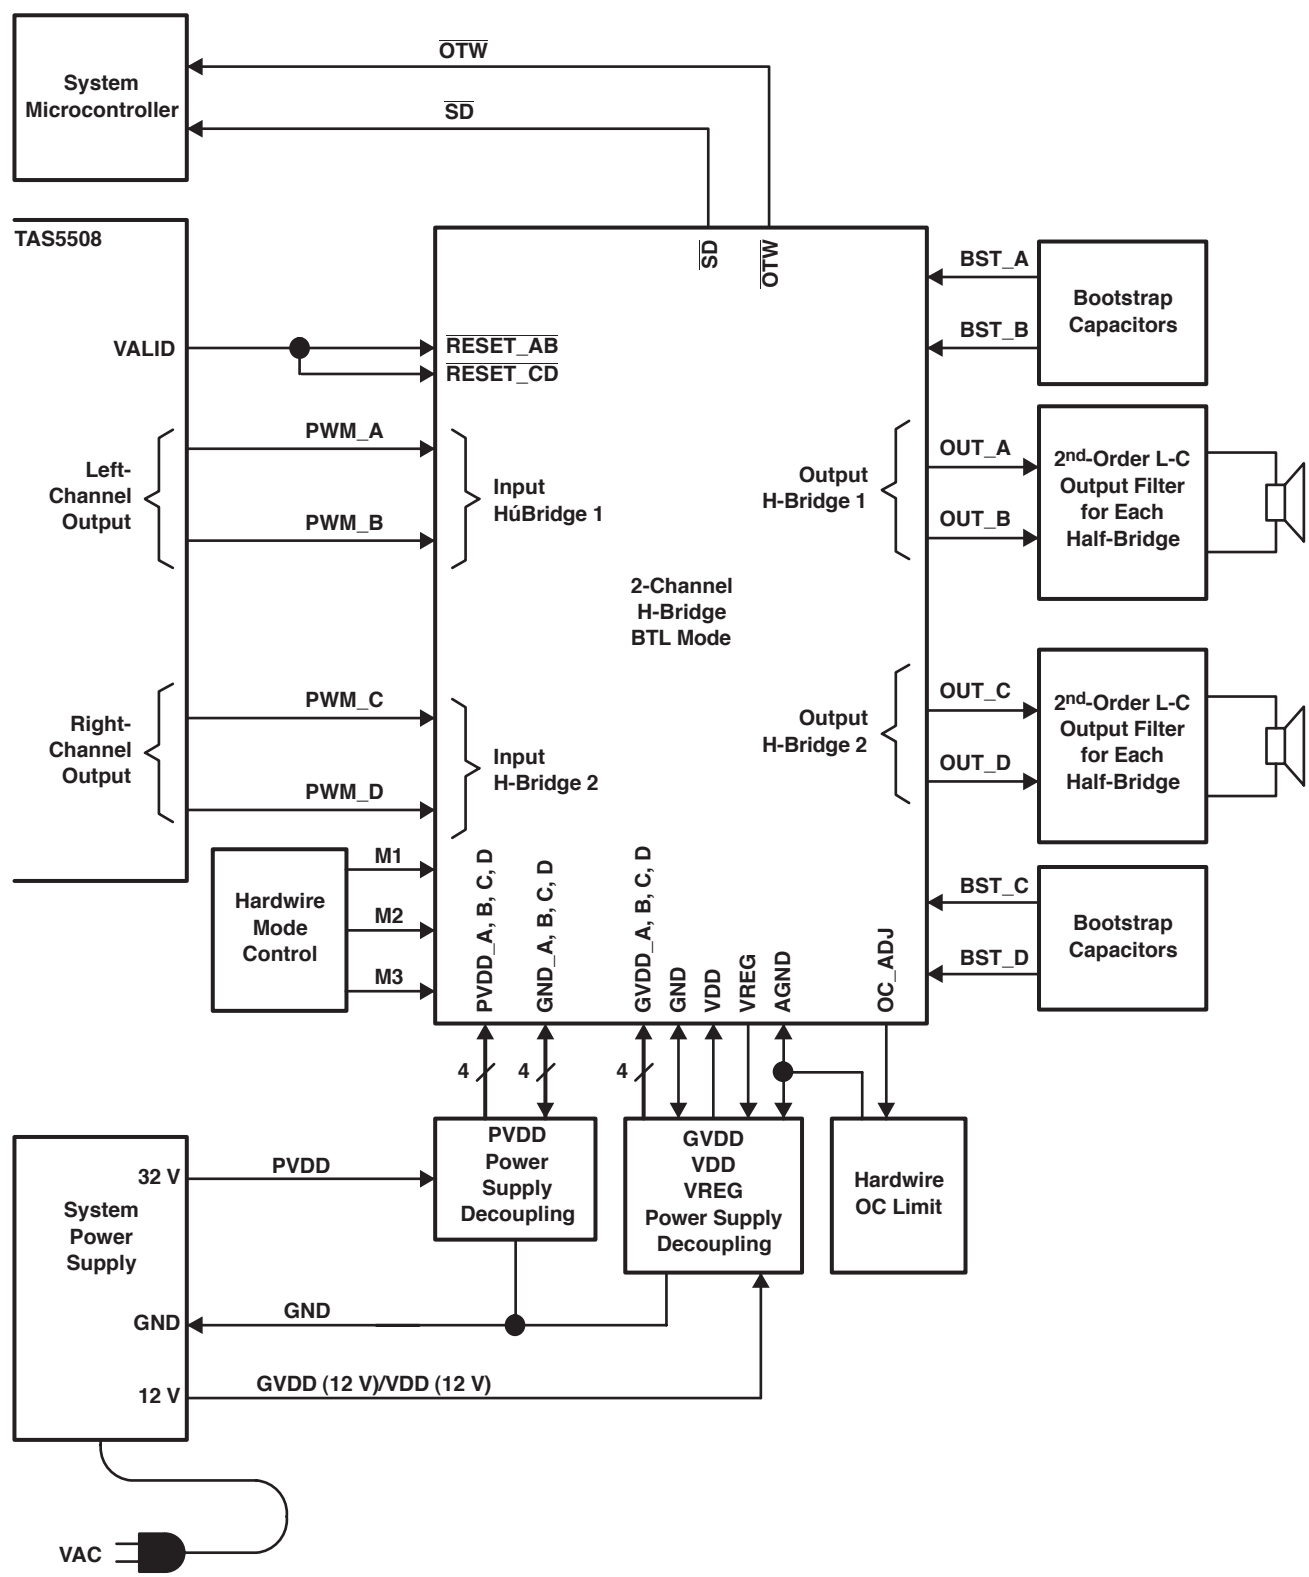 OTW
System
Microcontroller
SD
TAS5508
SD
OTW
BST_A
Bootstrap
Capacitors
BST_B
VALID
RESET_AB
RESET_CD
PWM_A
Left-
Channel
Output
PWM_B
Input
HúBridge 1
Output
H-Bridge 1
OUT_A
OUT_B
2nd-Order L-C
Output Filter
for Each
Half-Bridge
2-Channel
H-Bridge
BTL Mode
PWM_C
Right-
Channel
Output
PWM_D
Input
H-Bridge 2
Output
H-Bridge 2
OUT_C
OUT_D
2nd-Order L-C
Output Filter
for Each
Half-Bridge
Hardwire
Mode
Control
M1
M2
M3
PVDD_A, B, C, D
GND_A, B, C, D
GVDD_A, B, C, D
GND
VDD
VREG
AGND
OC_ADJ
BST_C
BST_D
Bootstrap
Capacitors
4
4
4
PVDD
Power
Supply
Decoupling
GVDD
VDD
VREG
Power Supply
Decoupling
Hardwire
OC Limit
32 V
PVDD
System
Power
Supply
GND
GND
12 V
GVDD (12 V)/VDD (12 V)
VAC